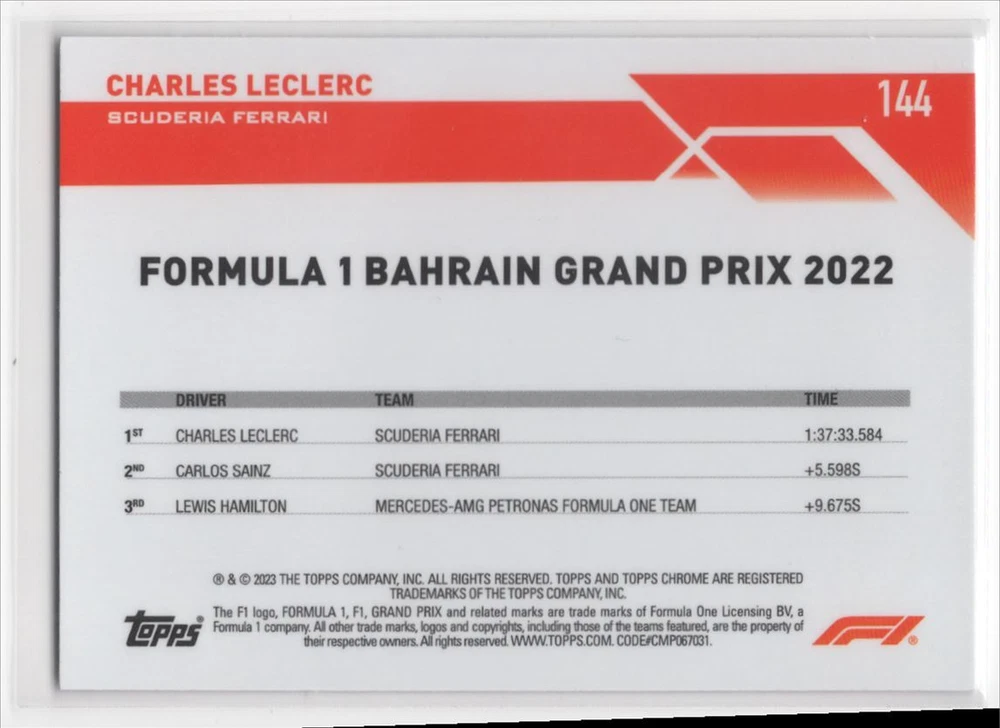 CHARLES LECLERC
SCUDERIA FERRARI
144
FORMULA 1 BAHRAIN GRAND PRIX 2022
DRIVER TEAM TIME
1ST CHARLES LECLERC SCUDERIA FERRARI 1:37:33.584
2ND CARLOS SAINZ SCUDERIA FERRARI +5.598S
3RD LEWIS HAMILTON MERCEDES-AMG PETRONAS FORMULA ONE TEAM +9.675S
® & © 2023 THE TOPPS COMPANY, INC. ALL RIGHTS RESERVED. TOPPS AND TOPPS CHROME ARE REGISTERED
TRADEMARKS OF THE TOPPS COMPANY, INC.
The F1 logo, FORMULA 1, F1, GRAND PRIX and related marks are trade marks of Formula One Licensing BV, a
Formula 1 company. All other trade marks, logos and copyrights, including those of the teams featured, are the property of
their respective owners. All rights reserved. WWW.TOPPS.COM. CODE#CMP067031.
topps®
F1®